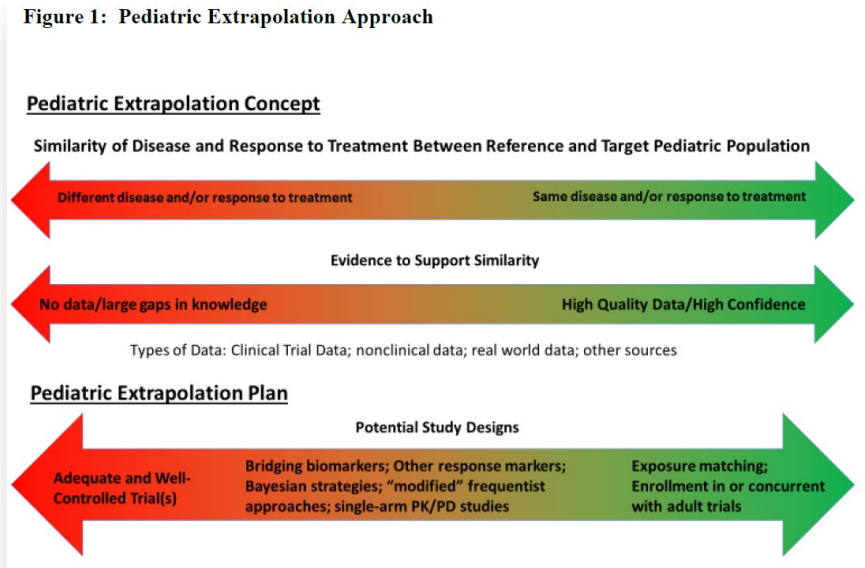 Figure 1: Pediatric Extrapolation Approach
Pediatric Extrapolation Concept
Similarity of Disease and Response to Treatment Between Reference and Target Pediatric Population
Different disease and/or response to treatment
Same disease and/or response to treatment
Evidence to Support Similarity
No data/large gaps in knowledge
High Quality Data/High Confidence
Types of Data: Clinical Trial Data; nonclinical data; real world data; other sources
Pediatric Extrapolation Plan
Potential Study Designs
Adequate and Well-
Controlled Trial(s)
Bridging biomarkers; Other response markers;
Bayesian strategies; “modified” frequentist
approaches; single-arm PK/PD studies
Exposure matching;
Enrollment in or concurrent
with adult trials